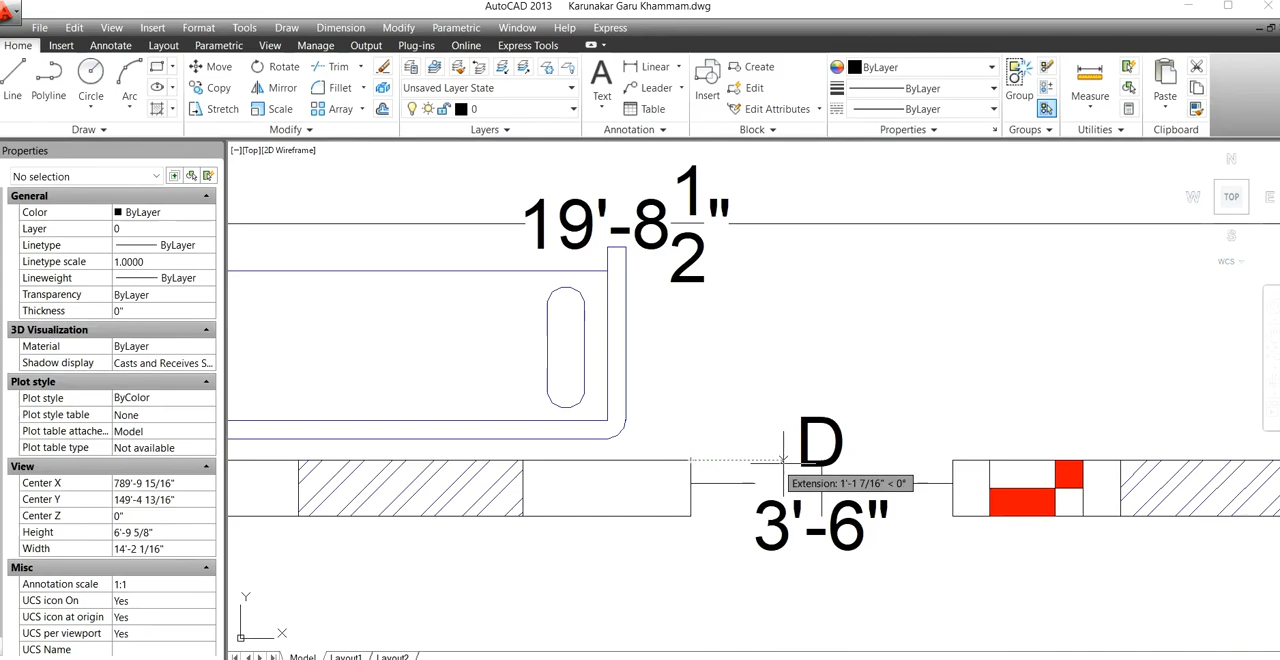 AutoCAD 2013 Karunakar Garu Khammam.dwg
File Edit View Insert Format Tools Draw Dimension Modify Parametric Window Help Express
Home Insert Annotate Layout Parametric View Manage Output Plug-ins Online Express Tools
Line Polyline Circle Arc
Move Rotate Trim
Copy Mirror Fillet
Stretch Scale Array
Unsaved Layer State
0
Text
Linear
Leader
Table
Insert
Create
Edit
Edit Attributes
ByLayer
ByLayer
ByLayer
Group
Measure
Paste
Draw Modify Layers Annotation Block Properties Groups Utilities Clipboard
Properties
No selection
General
Color ByLayer
Layer 0
Linetype ByLayer
Linetype scale 1.0000
Lineweight ByLayer
Transparency ByLayer
Thickness 0"
3D Visualization
Material ByLayer
Shadow display Casts and Receives S...
Plot style
Plot style ByColor
Plot style table None
Plot table attache... Model
Plot table type Not available
View
Center X 789'-9 15/16"
Center Y 149'-4 13/16"
Center Z 0"
Height 6'-9 5/8"
Width 14'-2 1/16"
Misc
Annotation scale 1:1
UCS icon On Yes
UCS icon at origin Yes
UCS per viewport Yes
UCS Name
[−][Top][2D Wireframe]
19'-8 1/2"
D
Extension: 1'-1 7/16" < 0°
3'-6"
N
W TOP E
S
WCS
Y
X
Model Layout1 Layout2